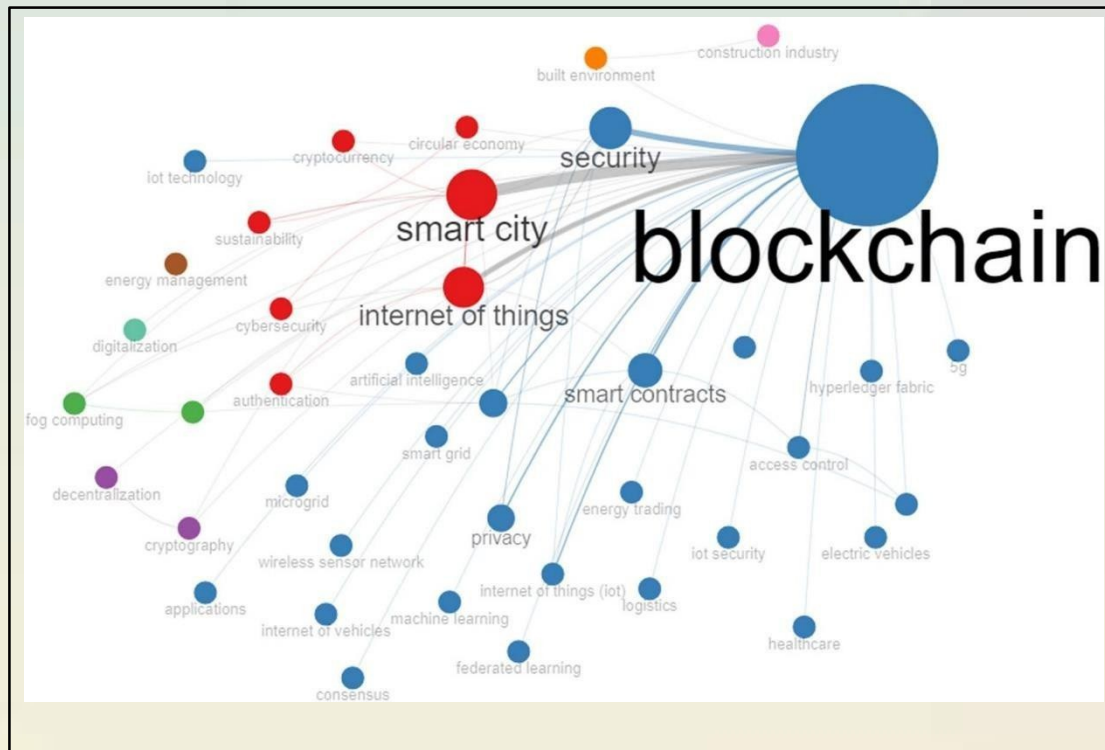 construction industry
built environment
circular economy
cryptocurrency
security
iot technology
smart city
blockchain
sustainability
energy management
internet of things
cybersecurity
digitalization
5g
artificial intelligence
hyperledger fabric
smart contracts
authentication
fog computing
smart grid
access control
decentralization
microgrid
energy trading
privacy
cryptography
iot security
electric vehicles
wireless sensor network
internet of things (iot)
logistics
applications
machine learning
internet of vehicles
healthcare
federated learning
consensus